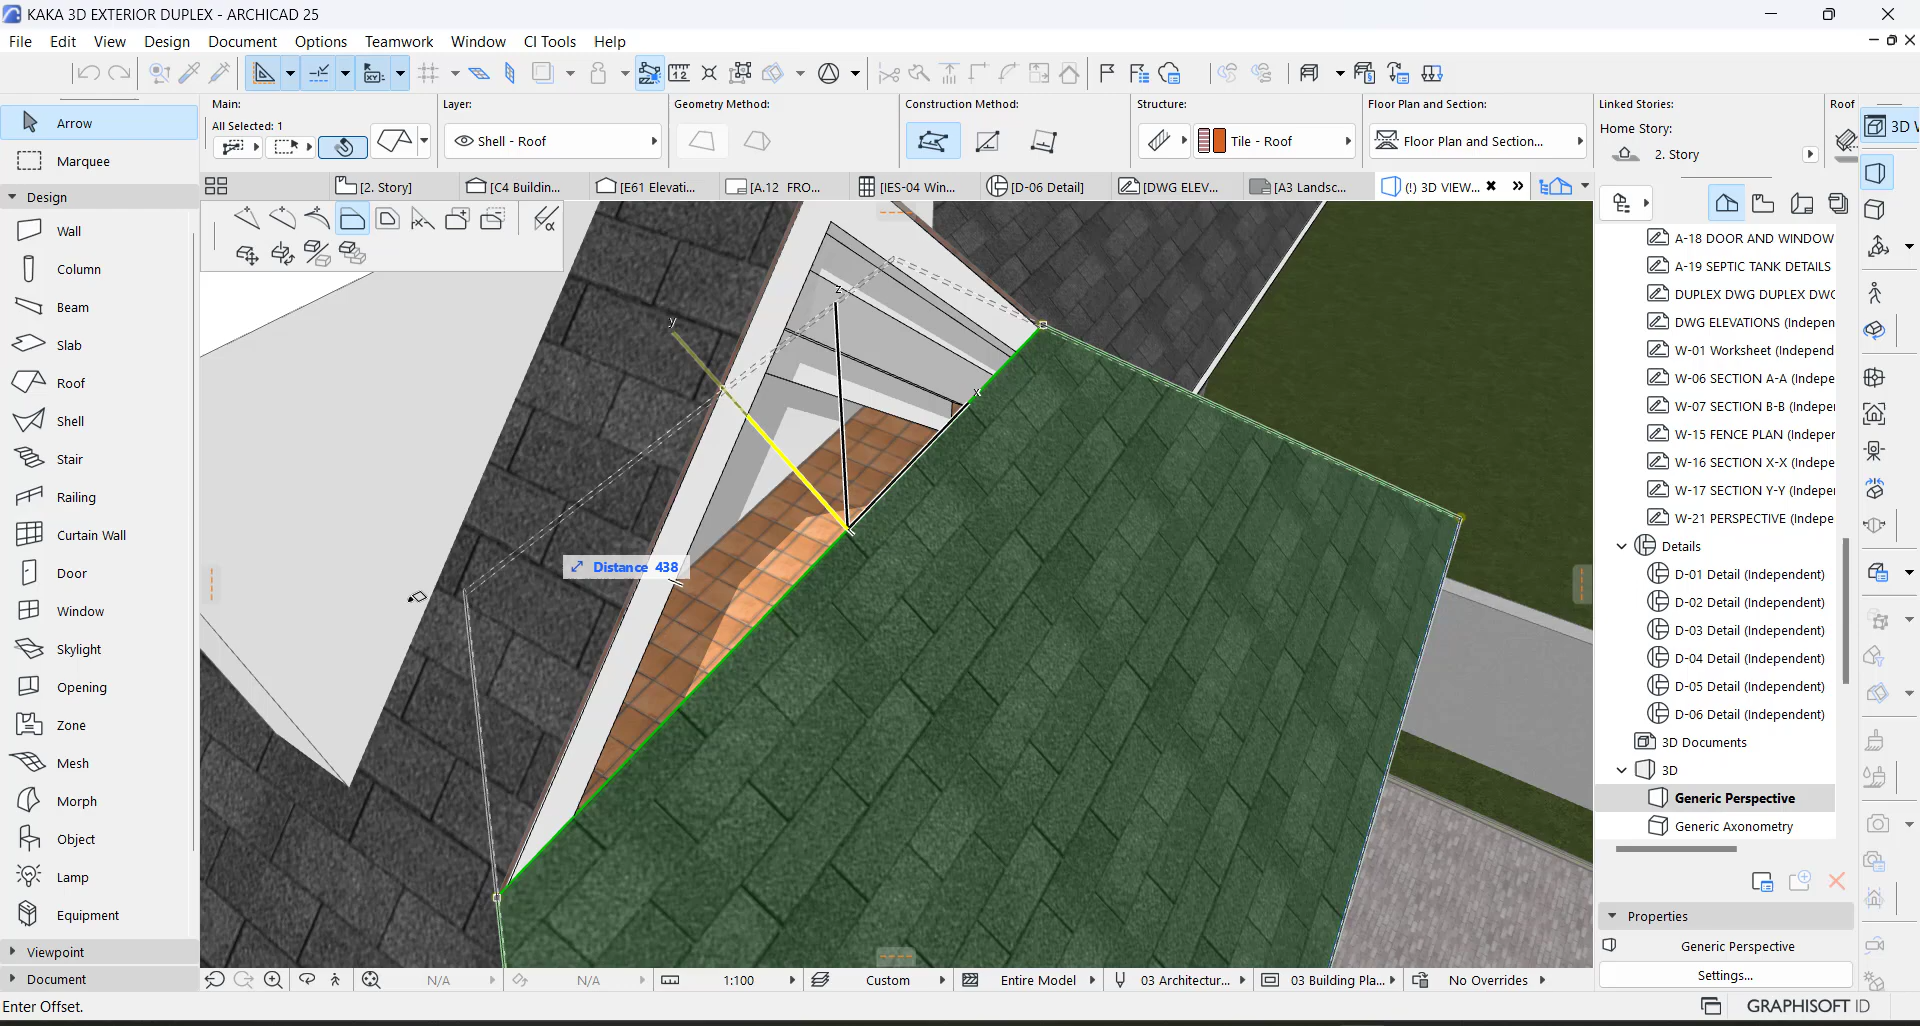 KAKA 3D EXTERIOR DUPLEX - ARCHICAD 25
File Edit View Design Document Options Teamwork Window CI Tools Help
Main:
All Selected: 1
Layer:
Shell - Roof
Geometry Method:
Construction Method:
Structure:
Tile - Roof
Floor Plan and Section:
Floor Plan and Section...
Linked Stories:
Home Story:
2. Story
Roof
3D V
[2. Story]
[C4 Buildin...
[E61 Elevati...
[A.12 FRO...
[IES-04 Win...
[D-06 Detail]
[DWG ELEV...
[A3 Landsc...
(!) 3D VIEW...
Arrow
Marquee
Design
Wall
Column
Beam
Slab
Roof
Shell
Stair
Railing
Curtain Wall
Door
Window
Skylight
Opening
Zone
Mesh
Morph
Object
Lamp
Equipment
Viewpoint
Document
z
y
x
Distance 438
A-18 DOOR AND WINDOW
A-19 SEPTIC TANK DETAILS
DUPLEX DWG DUPLEX DWG
DWG ELEVATIONS (Indepen
W-01 Worksheet (Independ
W-06 SECTION A-A (Indepe
W-07 SECTION B-B (Indepe
W-15 FENCE PLAN (Indeper
W-16 SECTION X-X (Indepe
W-17 SECTION Y-Y (Indepe
W-21 PERSPECTIVE (Indepe
Details
D-01 Detail (Independent)
D-02 Detail (Independent)
D-03 Detail (Independent)
D-04 Detail (Independent)
D-05 Detail (Independent)
D-06 Detail (Independent)
3D Documents
3D
Generic Perspective
Generic Axonometry
Properties
Generic Perspective
Settings...
N/A
N/A
1:100
Custom
Entire Model
03 Architectur...
03 Building Pla...
No Overrides
Enter Offset.
GRAPHISOFT ID